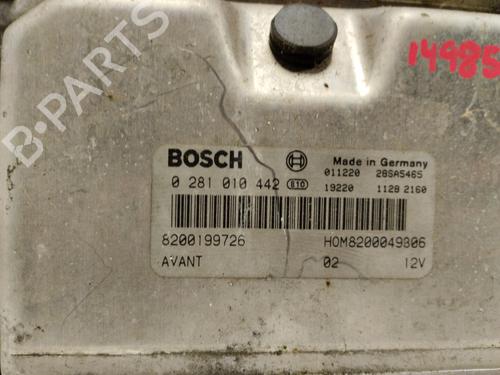 B-PARTS
14985
BOSCH
Made in Germany
0 281 010 442 E10
011220 28SA5465
19220 1128 2160
8200199726 HOM8200049806
AVANT 02 12V